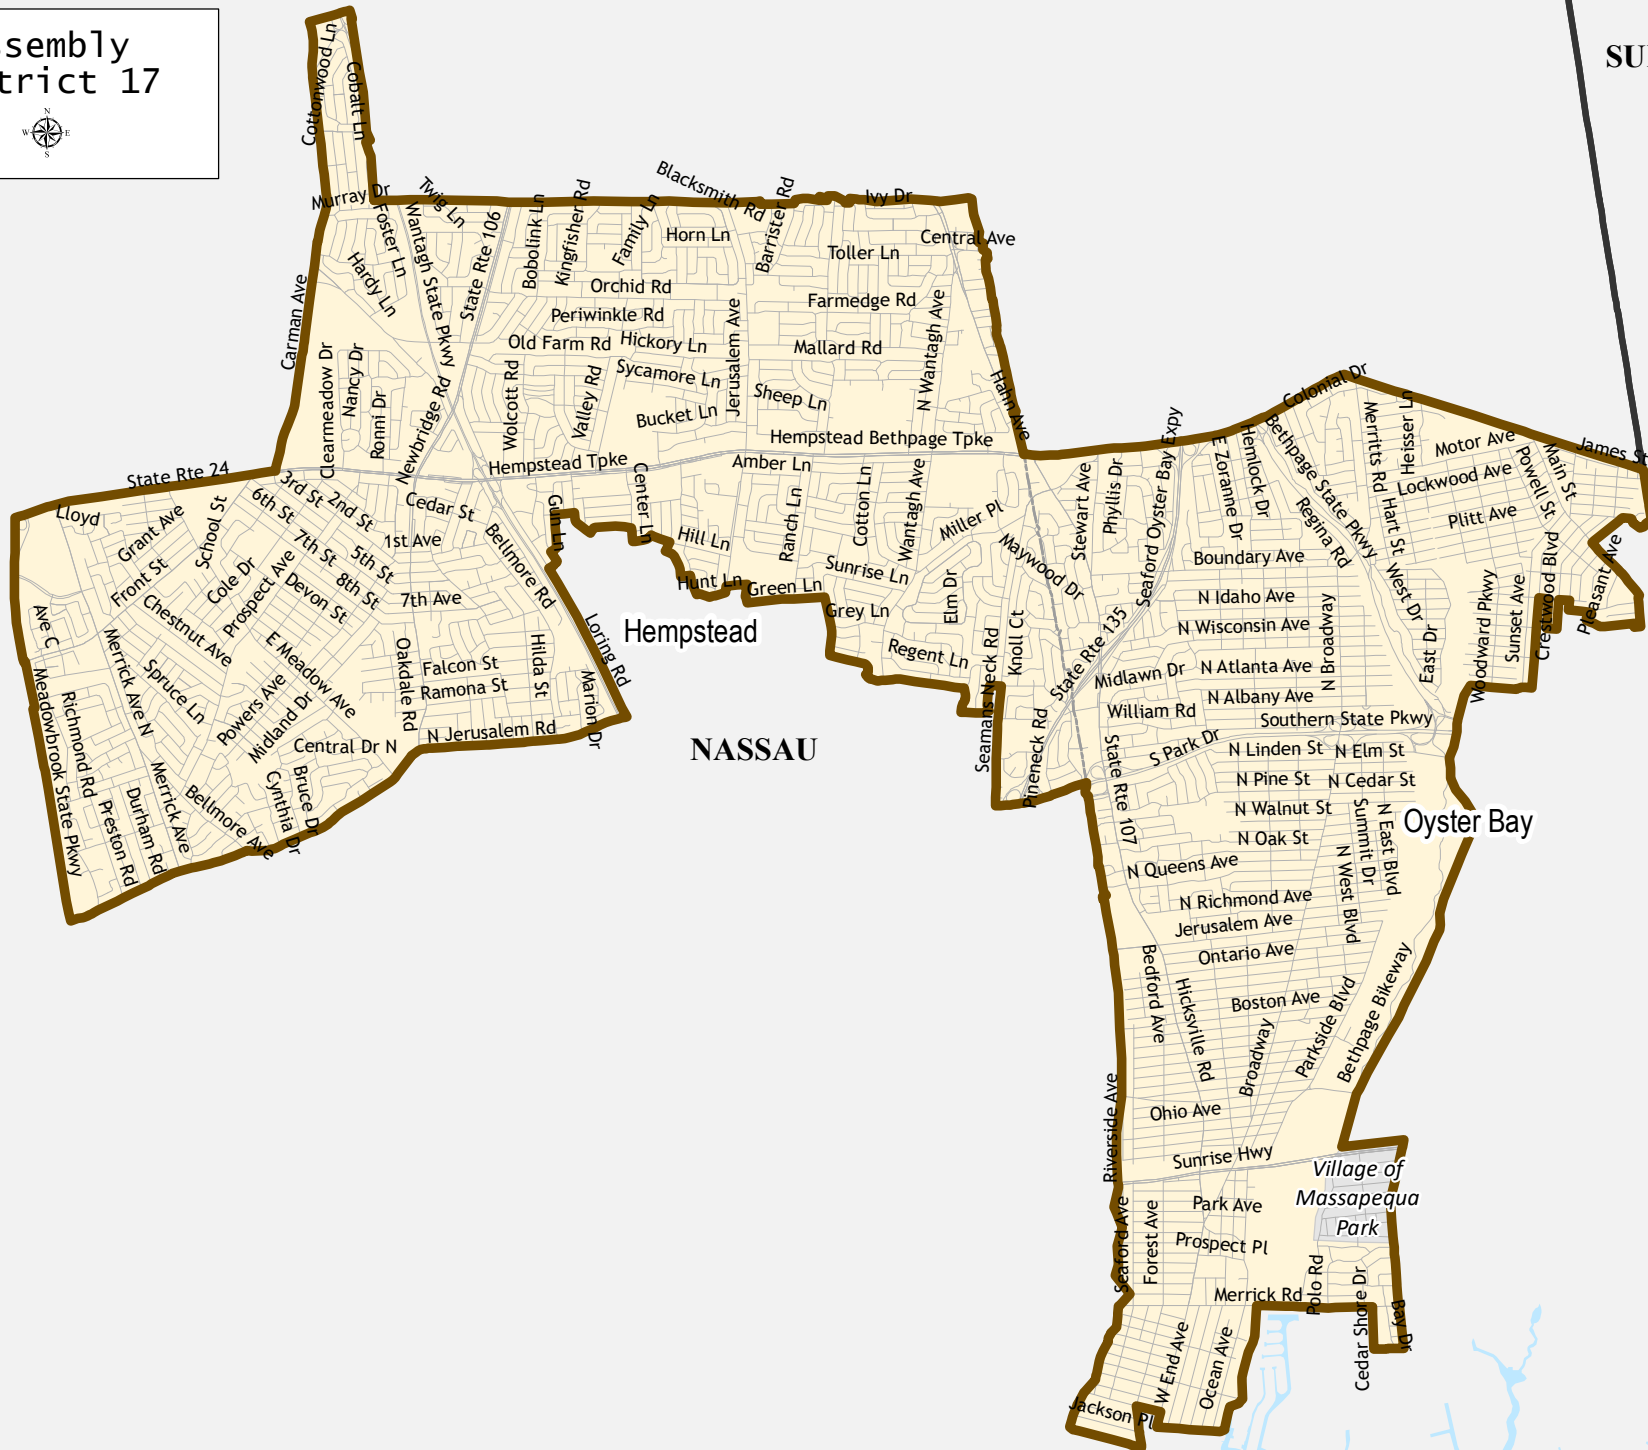 ssembly
trict 17
N
W
E
S
SU
Cottonwood Ln
Cobalt Ln
Murray Dr
Twig Ln
Foster Ln
Wantagh State Pkwy
State Rte 106
Hardy Ln
Carman Ave
Bobolink Ln
Kingfisher Rd
Family Ln
Blacksmith Rd
Horn Ln
Barrister Rd
Ivy Dr
Central Ave
Toller Ln
Orchid Rd
Farmedge Rd
Periwinkle Rd
Old Farm Rd
Hickory Ln
Jerusalem Ave
Mallard Rd
N Wantagh Ave
Sycamore Ln
Sheep Ln
Bucket Ln
Valley Rd
Wolcott Rd
Clearmeadow Dr
Nancy Dr
Ronni Dr
Newbridge Rd
Hahn Ave
Hempstead Bethpage Tpke
Hempstead Tpke
State Rte 24
Amber Ln
Center Ln
Gun Ln
Cotton Ln
Wantagh Ave
Ranch Ln
Hill Ln
Miller Pl
Sunrise Ln
Hunt Ln
Green Ln
Grey Ln
Elm Dr
Maywood Dr
Regent Ln
Knoll Ct
Seamans Neck Rd
Pineneck Rd
State Rte 135
Lloyd
Grant Ave
School St
Front St
3rd St
2nd St
6th St
7th St
5th St
8th St
Cedar St
1st Ave
7th Ave
Bellmore Rd
Loring Rd
Cole Dr
Prospect Ave
Devon St
Chestnut Ave
E Meadow Ave
Ave C
Merrick Ave N
Spruce Ln
Powers Ave
Midland Dr
Oakdale Rd
Falcon St
Ramona St
Hilda St
Marion Dr
N Jerusalem Rd
Central Dr N
Meadowbrook State Pkwy
Richmond Rd
Preston Rd
Durham Rd
Merrick Ave
Bellmore Ave
Cynthia Dr
Bruce Dr
Hempstead
NASSAU
Stewart Ave
Phyllis Dr
Seaford Oyster Bay Expy
E Zoranne Dr
Hemlock Dr
Colonial Dr
Bethpage State Pkwy
Regina Rd
Merritts Rd
Heisser Ln
Hart St
Motor Ave
Lockwood Ave
Plitt Ave
Main St
Powell St
James St
Boundary Ave
West Dr
East Dr
N Idaho Ave
N Wisconsin Ave
N Broadway
Woodward Pkwy
Sunset Ave
Crestwood Blvd
Pleasant Ave
Midlawn Dr
N Atlanta Ave
N Albany Ave
William Rd
Southern State Pkwy
S Park Dr
N Linden St
N Elm St
State Rte 107
N Pine St
N Cedar St
N Walnut St
N Oak St
Summit Dr
N East Blvd
N West Blvd
Oyster Bay
N Queens Ave
N Richmond Ave
Jerusalem Ave
Ontario Ave
Bedford Ave
Hicksville Rd
Boston Ave
Broadway
Parkside Blvd
Bethpage Bikeway
Ohio Ave
Riverside Ave
Sunrise Hwy
Village of
Massapequa
Park
Park Ave
Seaford Ave
Forest Ave
Prospect Pl
Merrick Rd
Polo Rd
Cedar Shore Dr
Bay Dr
W End Ave
Ocean Ave
Jackson Pl